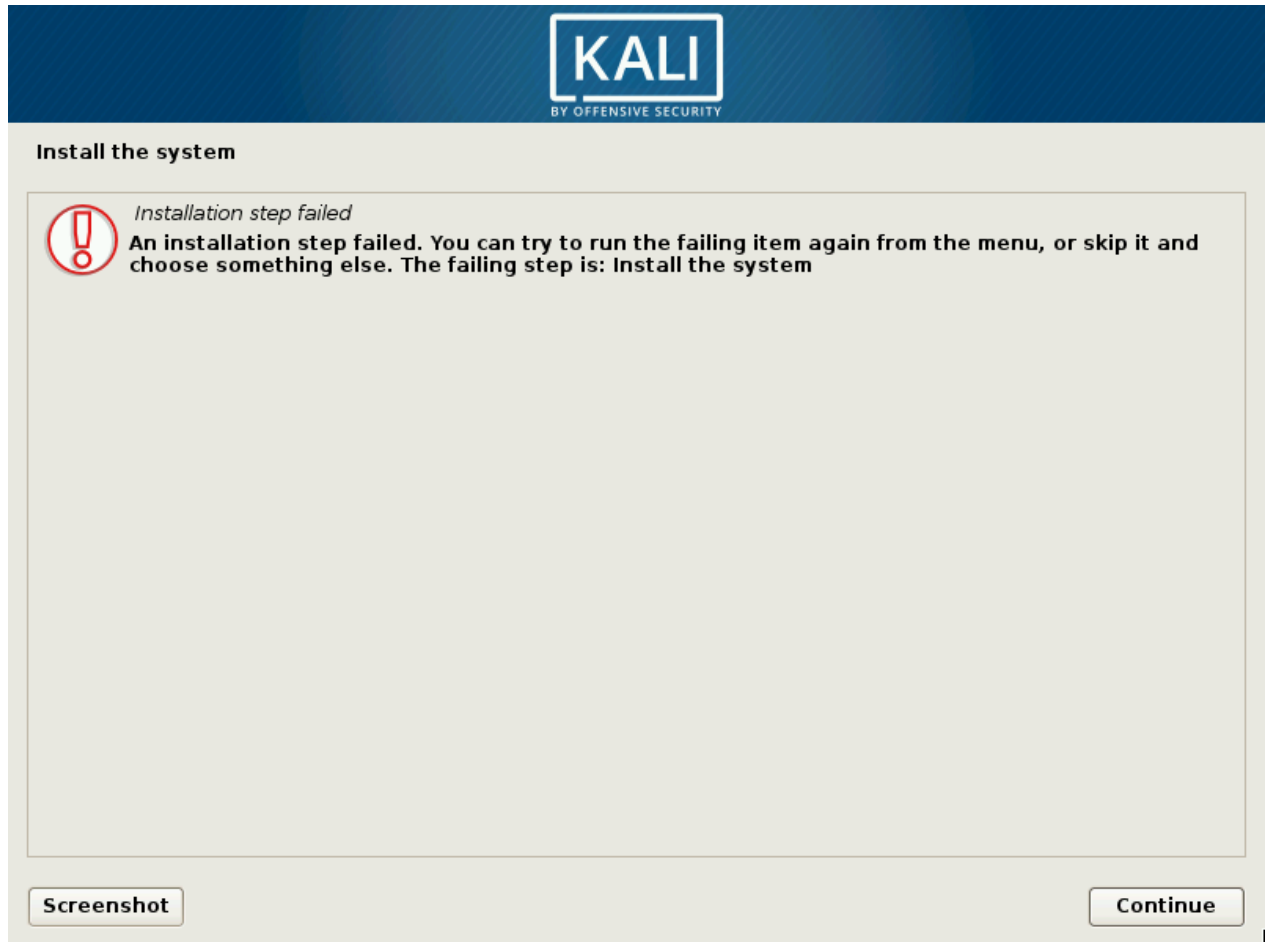 KALI
BY OFFENSIVE SECURITY
Install the system
Installation step failed
An installation step failed. You can try to run the failing item again from the menu, or skip it and
choose something else. The failing step is: Install the system
Screenshot
Continue